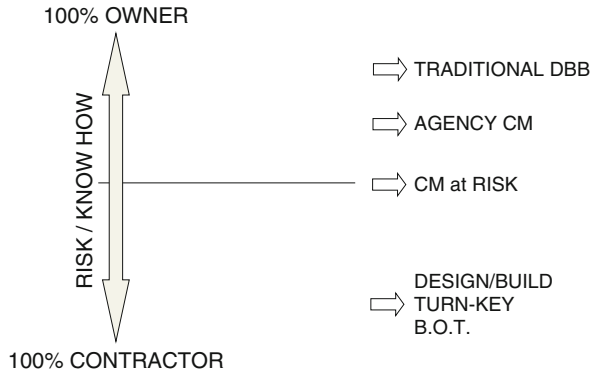 100% OWNER
RISK / KNOW HOW
TRADITIONAL DBB
AGENCY CM
CM at RISK
DESIGN/BUILD
TURN-KEY
B.O.T.
100% CONTRACTOR